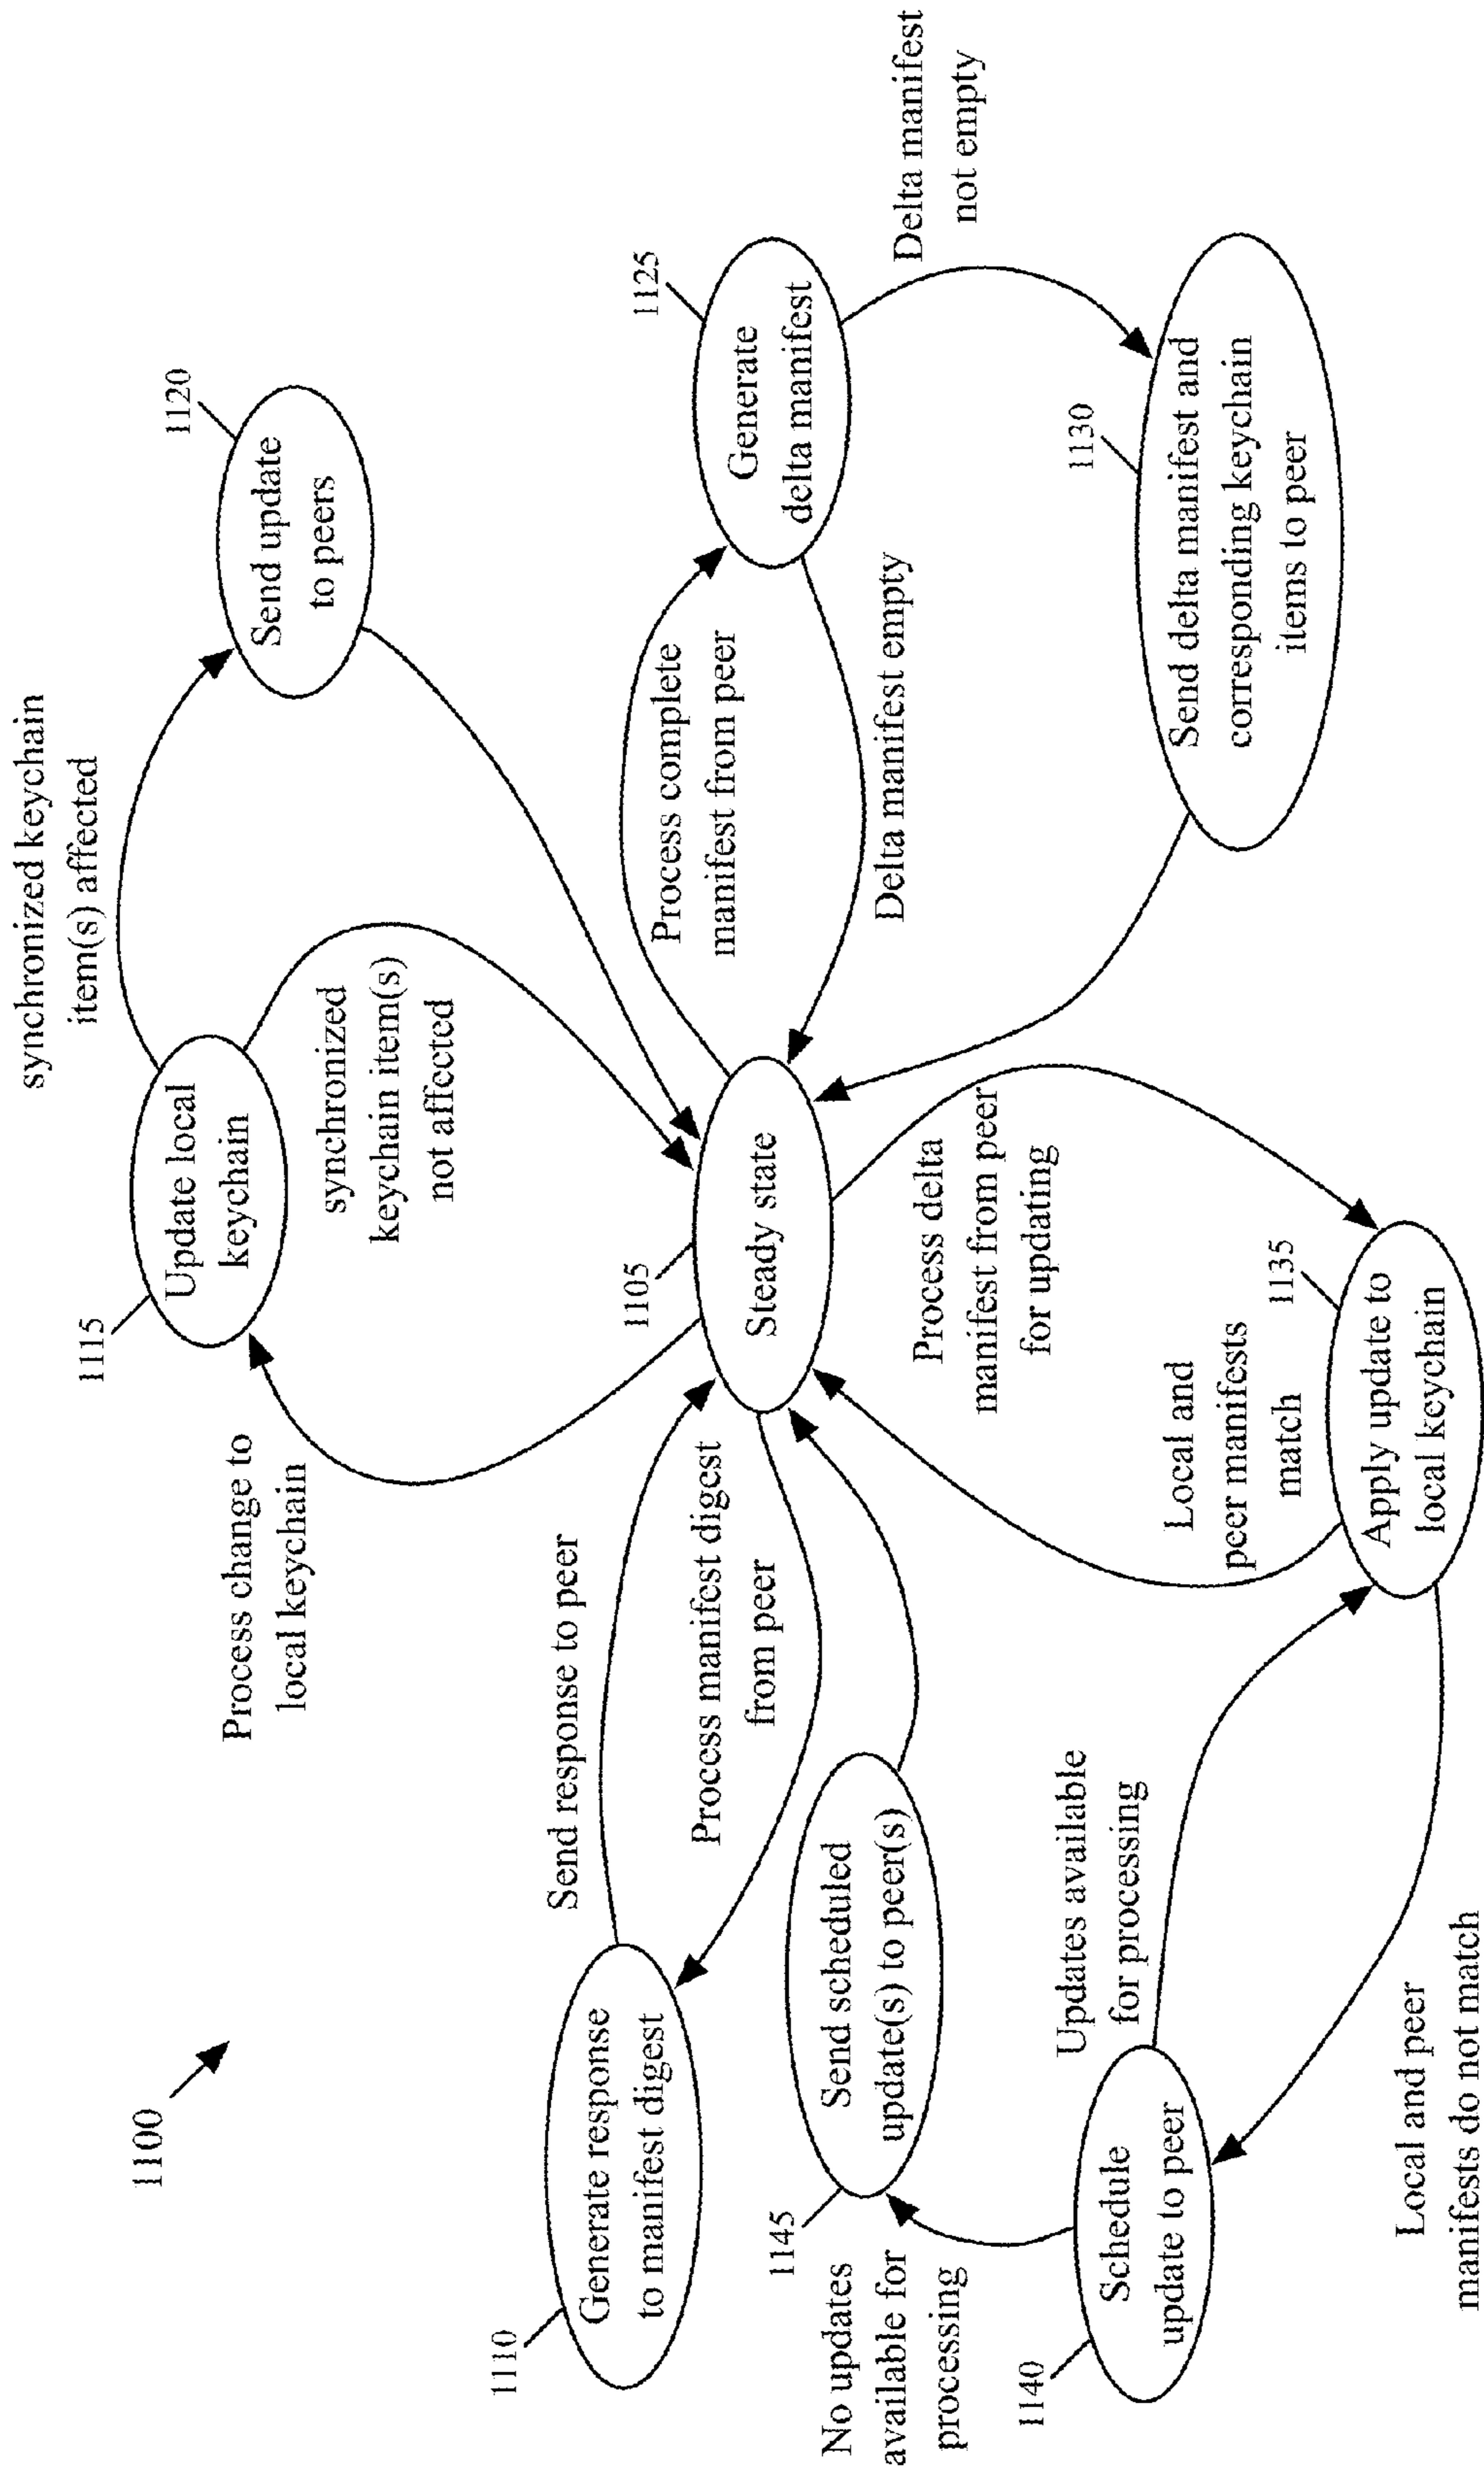 1100
synchronized keychain
item(s) affected
1115
Update local
keychain
1120
Send update
to peers
Process change to
local keychain
synchronized
keychain item(s)
not affected
1110
Generate response
to manifest digest
Send response to peer
Process manifest digest
from peer
1105
Steady state
Process complete
manifest from peer
1125
Generate
delta manifest
Delta manifest empty
Delta manifest
not empty
1145
Send scheduled
update(s) to peer(s)
No updates
available for
processing
Process delta
manifest from peer
for updating
1130
Send delta manifest and
corresponding keychain
items to peer
1140
Schedule
update to peer
Updates available
for processing
Local and
peer manifests
match
1135
Apply update to
local keychain
Local and peer
manifests do not match